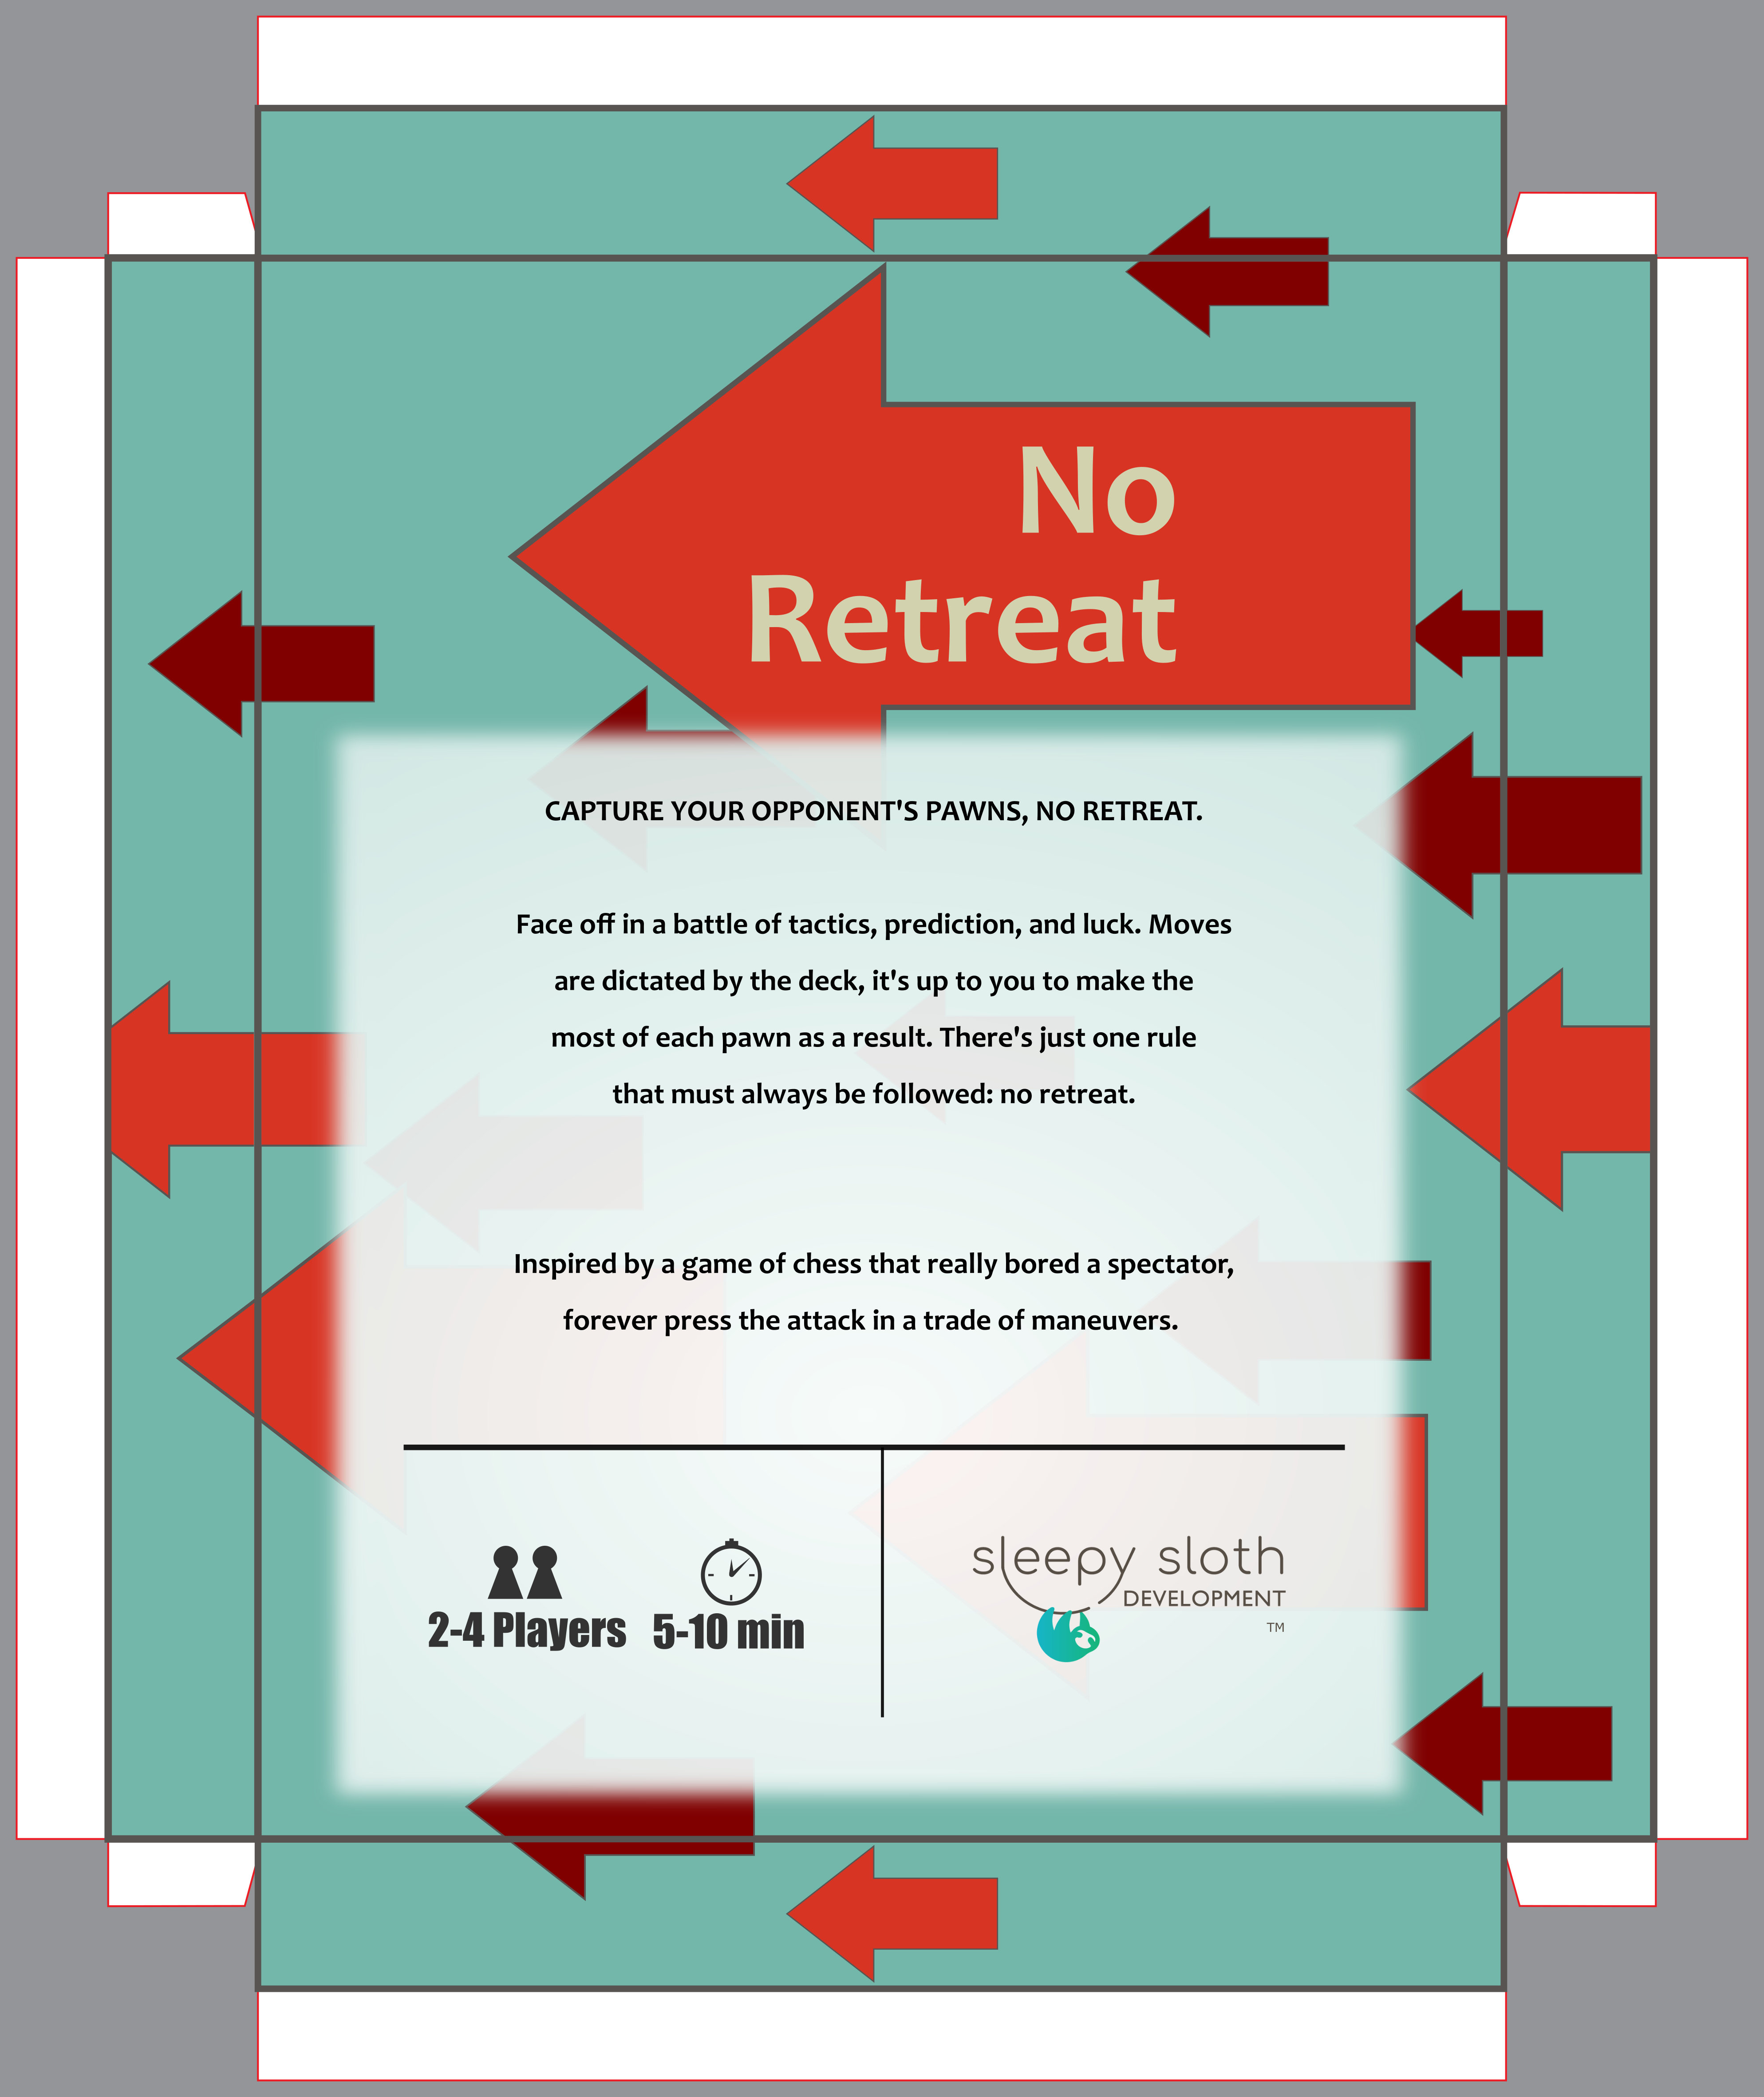 No
Retreat
CAPTURE YOUR OPPONENT'S PAWNS, NO RETREAT.
Face off in a battle of tactics, prediction, and luck. Moves
are dictated by the deck, it's up to you to make the
most of each pawn as a result. There's just one rule
that must always be followed: no retreat.
Inspired by a game of chess that really bored a spectator,
forever press the attack in a trade of maneuvers.
2-4 Players
5-10 min
sleepy sloth
DEVELOPMENT
TM